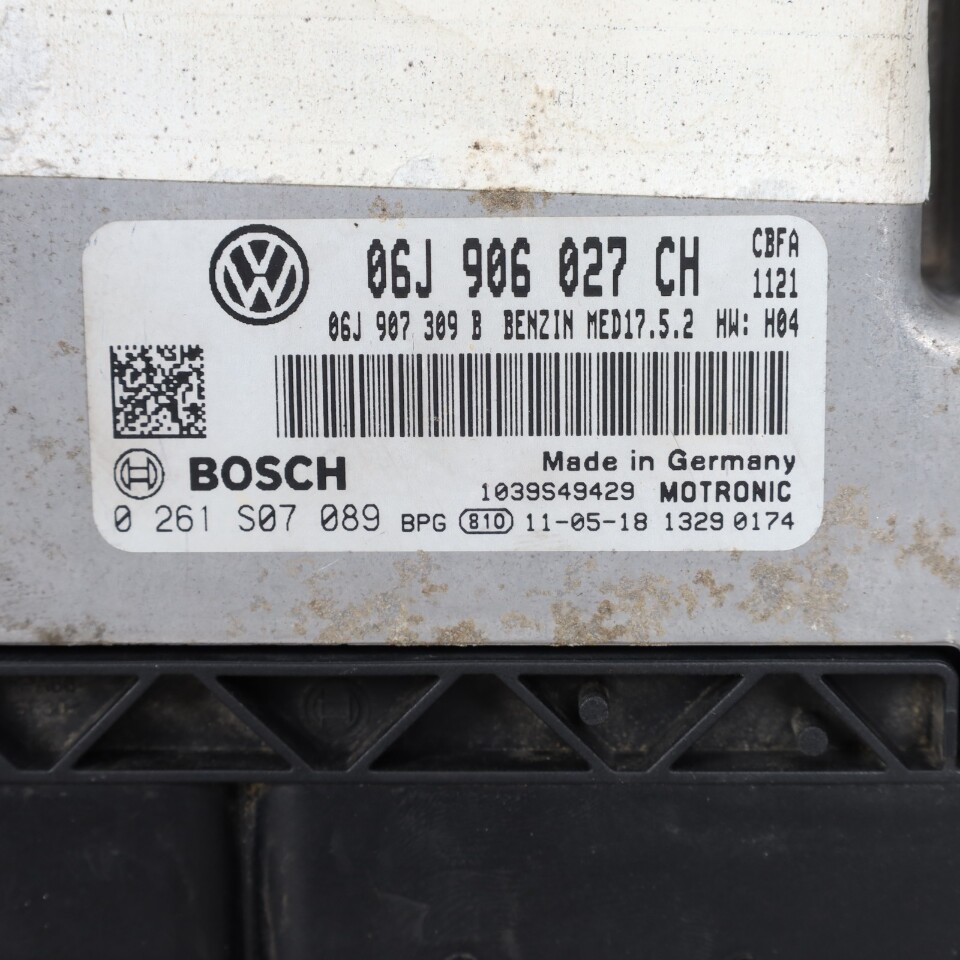 06J 906 027 CH CBFA
1121
06J 907 309 B BENZIN MED17.5.2 HW: H04
BOSCH
Made in Germany
1039S49429 MOTRONIC
0 261 S07 089 BPG 810 11-05-18 1329 0174